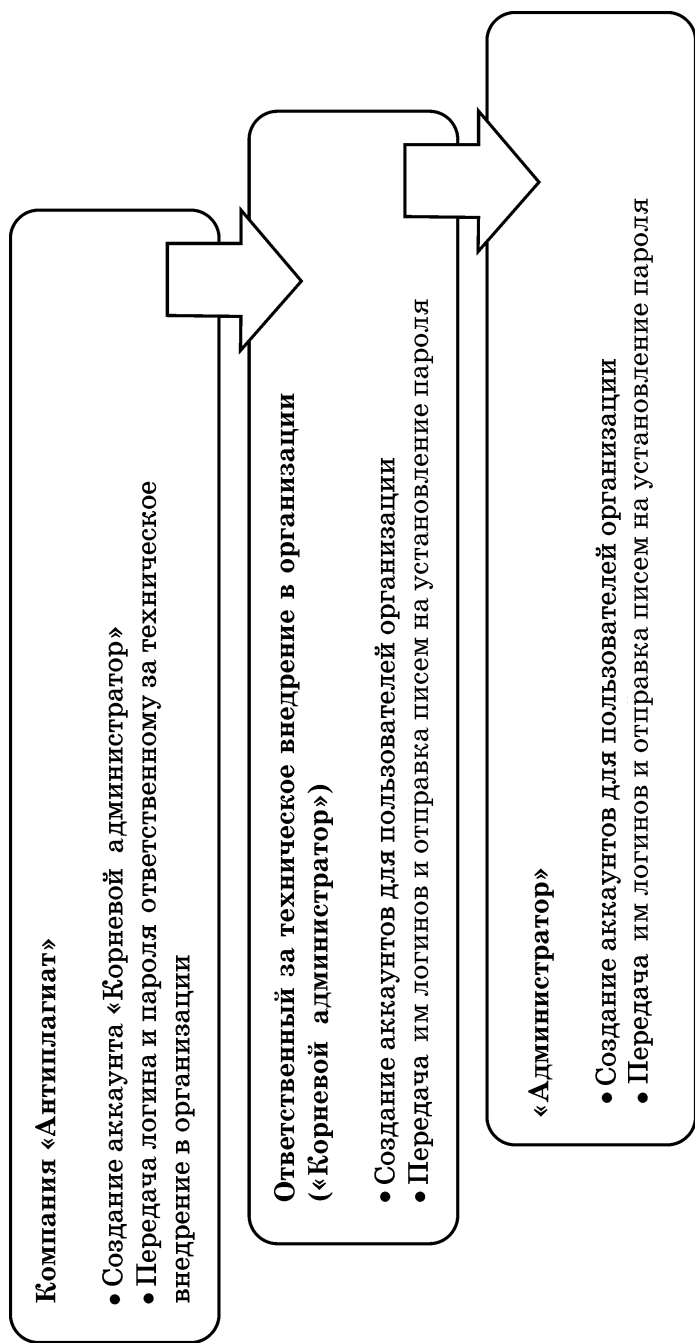 Компания «Антиплагиат»
• Создание аккаунта «Корневой администратор»
• Передача логина и пароля ответственному за техническое
внедрение в организации
Ответственный за техническое внедрение в организации
(«Корневой администратор»)
• Создание аккаунтов для пользователей организации
• Передача им логинов и отправка писем на установление пароля
«Администратор»
• Создание аккаунтов для пользователей организации
• Передача им логинов и отправка писем на установление пароля